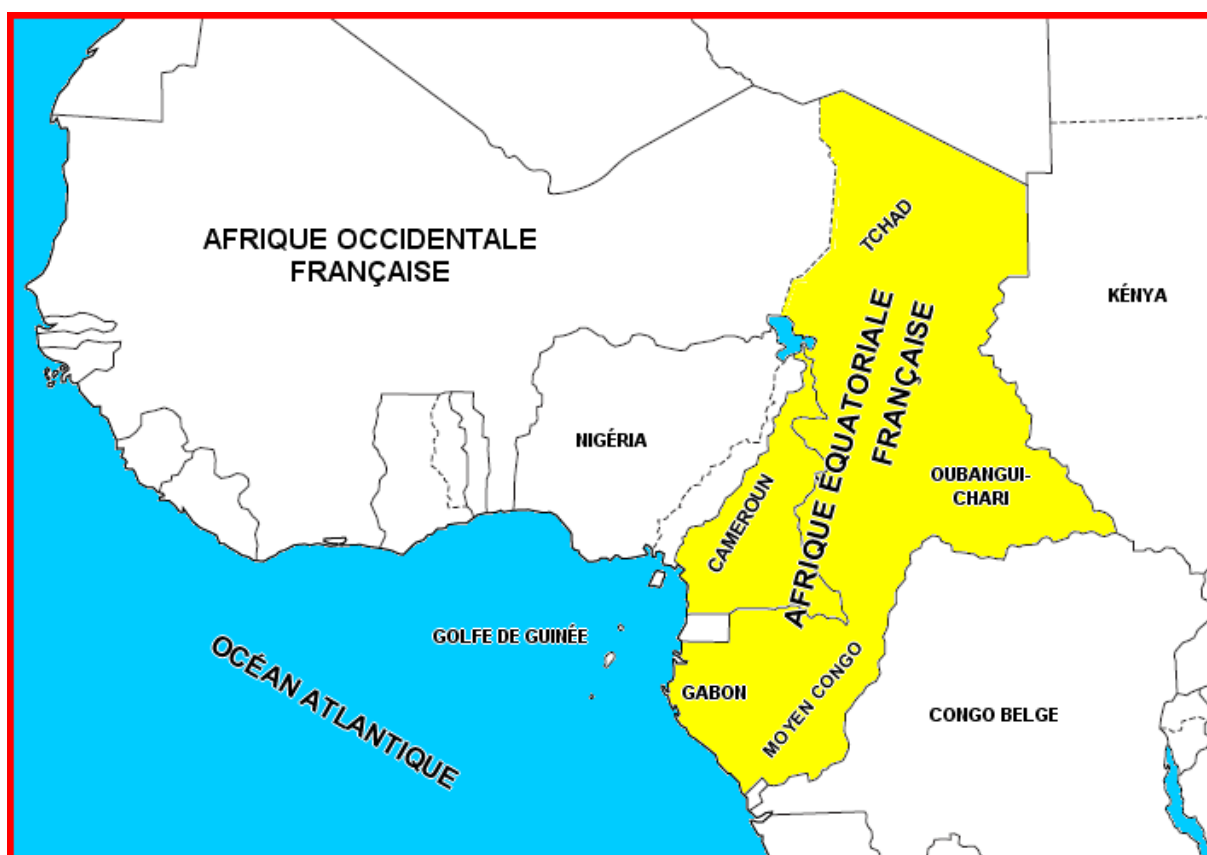 AFRIQUE OCCIDENTALE
FRANÇAISE
TCHAD
KÉNYA
AFRIQUE EQUATORIALE
FRANÇAISE
NIGÉRIA
OUBANGUI-
CHARI
CAMEROUN
GOLFE DE GUINÉE
OCÉAN ATLANTIQUE
GABON
MOYEN CONGO
CONGO BELGE